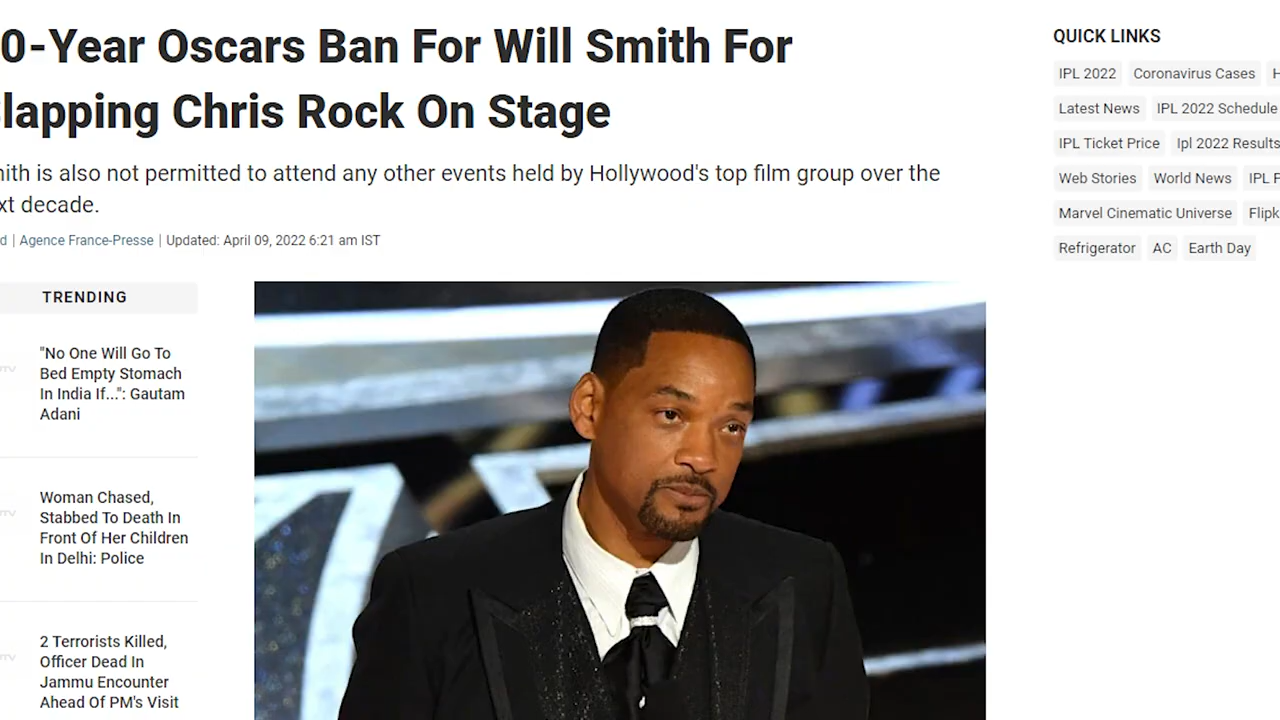 0-Year Oscars Ban For Will Smith For
lapping Chris Rock On Stage
ith is also not permitted to attend any other events held by Hollywood's top film group over the
xt decade.
d | Agence France-Presse | Updated: April 09, 2022 6:21 am IST
TRENDING
"No One Will Go To
Bed Empty Stomach
In India If...": Gautam
Adani
Woman Chased,
Stabbed To Death In
Front Of Her Children
In Delhi: Police
2 Terrorists Killed,
Officer Dead In
Jammu Encounter
Ahead Of PM's Visit
QUICK LINKS
IPL 2022 Coronavirus Cases H
Latest News IPL 2022 Schedule
IPL Ticket Price Ipl 2022 Results
Web Stories World News IPL
Marvel Cinematic Universe Flipk
Refrigerator AC Earth Day